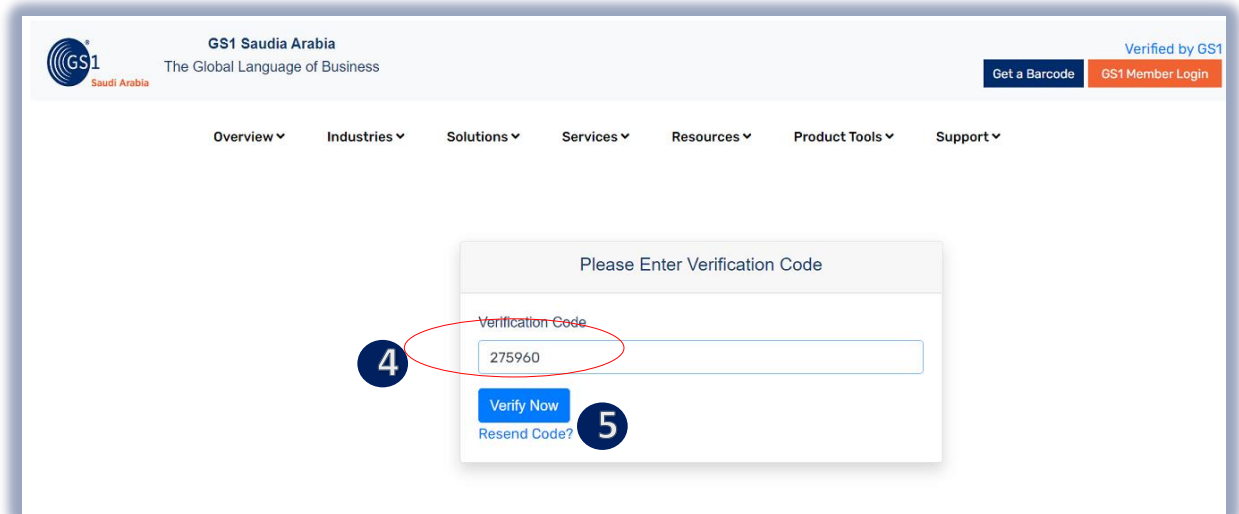 GS1
Saudi Arabia
GS1 Saudia Arabia
The Global Language of Business
Verified by GS1
Get a Barcode
GS1 Member Login
Overview
Industries
Solutions
Services
Resources
Product Tools
Support
Please Enter Verification Code
Verification Code
4
275960
Verify Now
5
Resend Code?